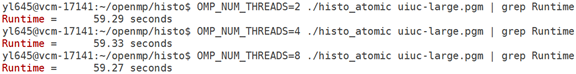 yl645@vcm-17141:~/openmp/histo$ OMP_NUM_THREADS=2 ./histo_atomic uiuc-large.pgm | grep Runtime
Runtime = 59.29 seconds
yl645@vcm-17141:~/openmp/histo$ OMP_NUM_THREADS=4 ./histo_atomic uiuc-large.pgm | grep Runtime
Runtime = 59.33 seconds
yl645@vcm-17141:~/openmp/histo$ OMP_NUM_THREADS=8 ./histo_atomic uiuc-large.pgm | grep Runtime
Runtime = 59.27 seconds